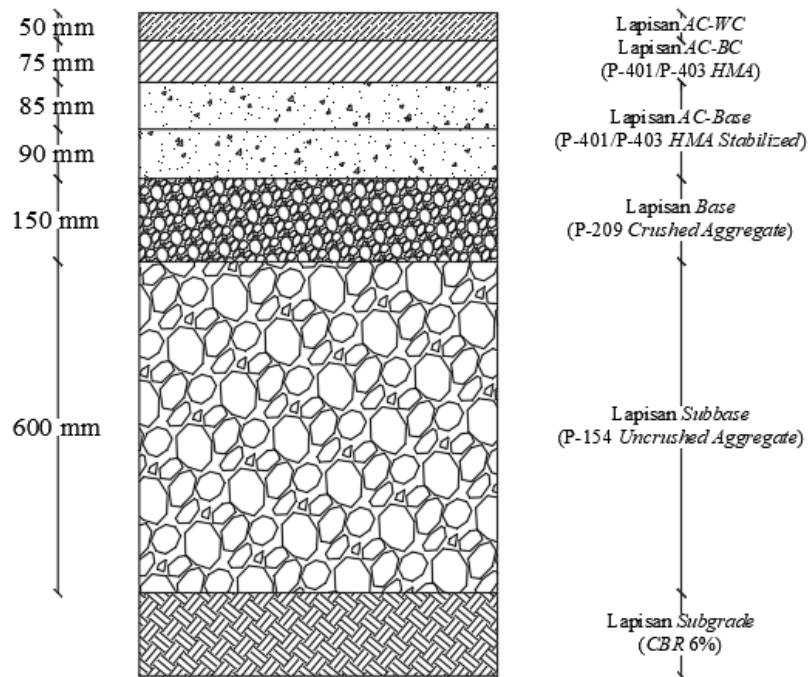 50 mm
75 mm
85 mm
90 mm
150 mm
600 mm
Lapisan AC-WC
Lapisan AC-BC
(P-401/P-403 HMA)
Lapisan AC-Base
(P-401/P-403 HMA Stabilized)
Lapisan Base
(P-209 Crushed Aggregate)
Lapisan Subbase
(P-154 Uncrushed Aggregate)
Lapisan Subgrade
(CBR 6%)